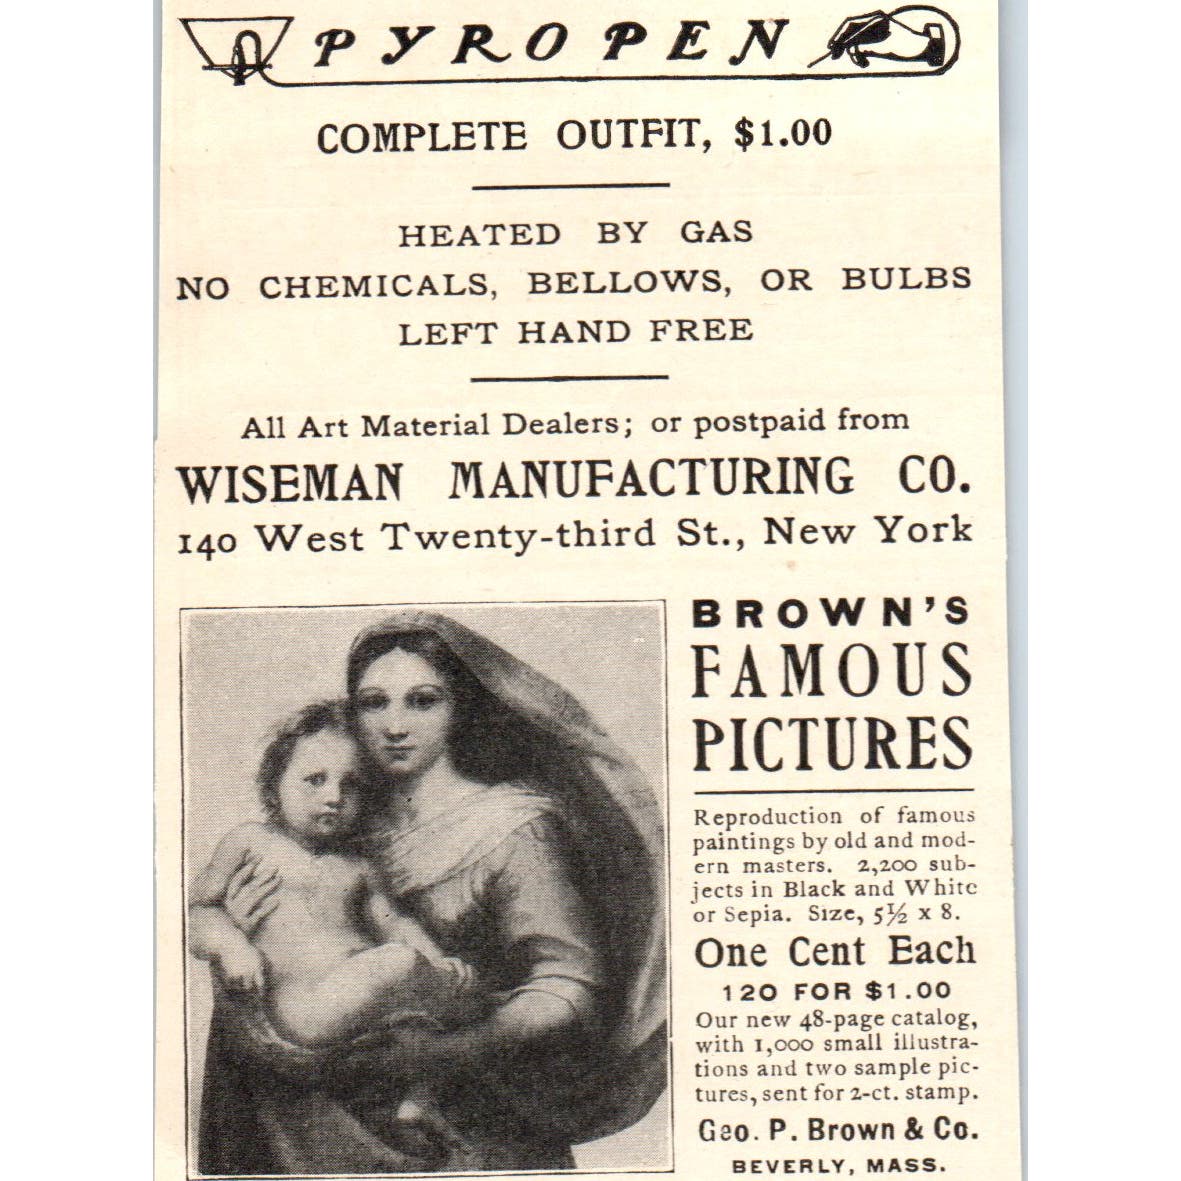 PYROPEN
COMPLETE OUTFIT, $1.00
HEATED BY GAS
NO CHEMICALS, BELLOWS, OR BULBS
LEFT HAND FREE
All Art Material Dealers; or postpaid from
WISEMAN MANUFACTURING CO.
140 West Twenty-third St., New York
BROWN'S
FAMOUS
PICTURES
Reproduction of famous
paintings by old and mod-
ern masters. 2,200 sub-
jects in Black and White
or Sepia. Size, 5½ x 8.
One Cent Each
120 FOR $1.00
Our new 48-page catalog,
with 1,000 small illustra-
tions and two sample pic-
tures, sent for 2-ct. stamp.
Geo. P. Brown & Co.
BEVERLY, MASS.